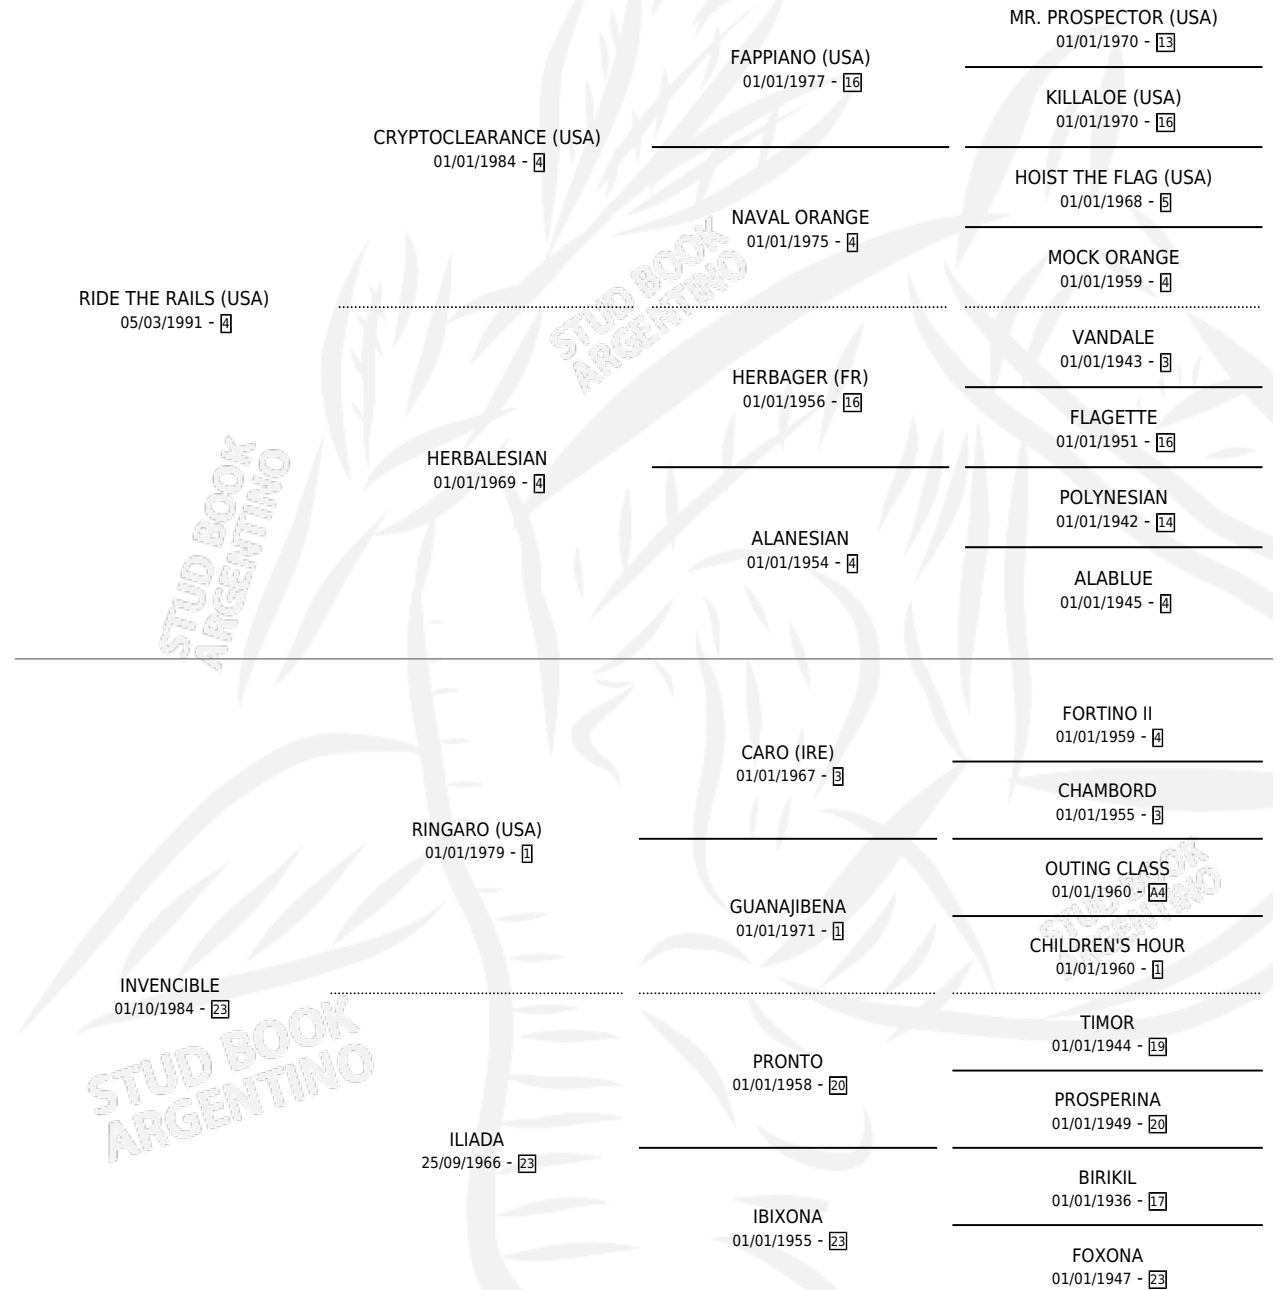 MR. PROSPECTOR (USA)
01/01/1970 - 13
FAPPIANO (USA)
01/01/1977 - 16
KILLALOE (USA)
01/01/1970 - 16
CRYPTOCLEARANCE (USA)
01/01/1984 - 4
HOIST THE FLAG (USA)
01/01/1968 - 5
NAVAL ORANGE
01/01/1975 - 4
MOCK ORANGE
01/01/1959 - 4
RIDE THE RAILS (USA)
05/03/1991 - 4
STUD BOOK
ARGENTINO
VANDALE
01/01/1943 - 3
HERBAGER (FR)
01/01/1956 - 16
FLAGETTE
01/01/1951 - 16
HERBALESIAN
01/01/1969 - 4
POLYNESIAN
01/01/1942 - 14
ALANESIAN
01/01/1954 - 4
ALABLUE
01/01/1945 - 4
STUD BOOK
ARGENTINO
FORTINO II
01/01/1959 - 4
CARO (IRE)
01/01/1967 - 3
CHAMBORD
01/01/1955 - 3
RINGARO (USA)
01/01/1979 - 1
OUTING CLASS
01/01/1960 - A4
GUANAJIBENA
01/01/1971 - 1
CHILDREN'S HOUR
01/01/1960 - 1
STUD BOOK
ARGENTINO
INVENCIBLE
01/10/1984 - 23
TIMOR
01/01/1944 - 19
PRONTO
01/01/1958 - 20
PROSPERINA
01/01/1949 - 20
STUD BOOK
ARGENTINO
ILIADA
25/09/1966 - 23
BIRIKIL
01/01/1936 - 17
IBIXONA
01/01/1955 - 23
FOXONA
01/01/1947 - 23